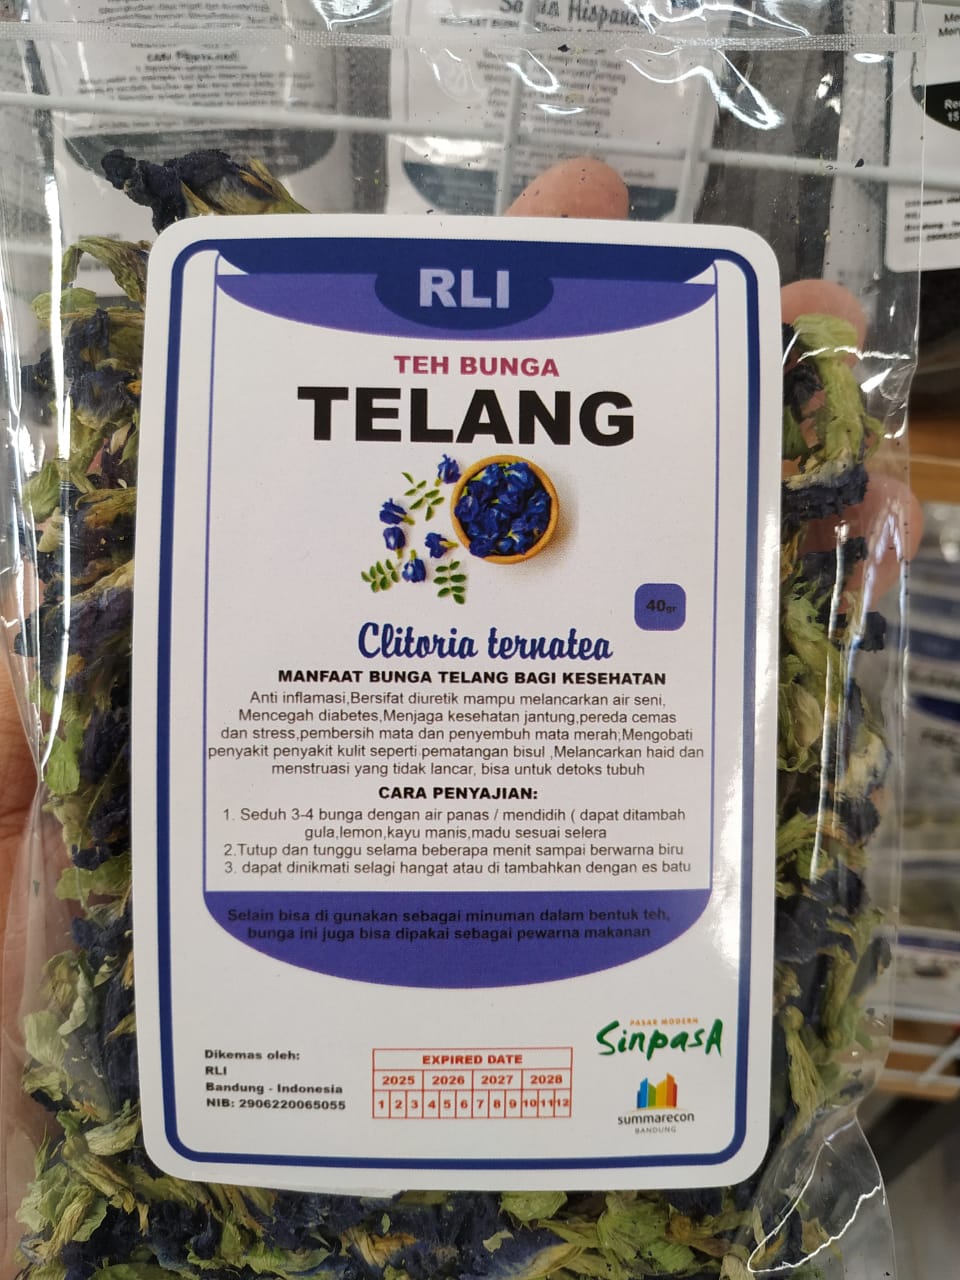 RLI
TEH BUNGA
TELANG
40gr
Clitoria ternatea
MANFAAT BUNGA TELANG BAGI KESEHATAN
Anti inflamasi,Bersifat diuretik mampu melancarkan air seni,
Mencegah diabetes,Menjaga kesehatan jantung,pereda cemas
dan stress,pembersih mata dan penyembuh mata merah;Mengobati
penyakit penyakit kulit seperti pematangan bisul ,Melancarkan haid dan
menstruasi yang tidak lancar, bisa untuk detoks tubuh
CARA PENYAJIAN:
1. Seduh 3-4 bunga dengan air panas / mendidih ( dapat ditambah
gula,lemon,kayu manis,madu sesuai selera
2.Tutup dan tunggu selama beberapa menit sampai berwarna biru
3. dapat dinikmati selagi hangat atau di tambahkan dengan es batu
Selain bisa di gunakan sebagai minuman dalam bentuk teh,
bunga ini juga bisa dipakai sebagai pewarna makanan
PASAR MODERN
SinpasA
summarecon
BANDUNG
Dikemas oleh:
RLI
Bandung - Indonesia
NIB: 2906220065055
EXPIRED DATE
2025 2026 2027 2028
1 2 3 4 5 6 7 8 9 10 11 12